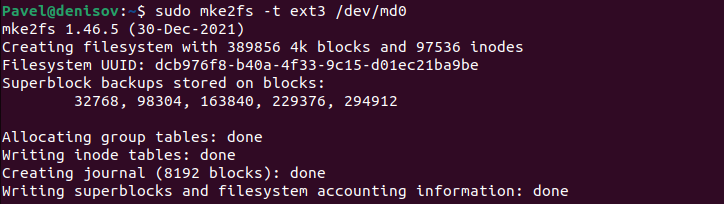 Pavel@denisov:~$ sudo mke2fs -t ext3 /dev/md0
mke2fs 1.46.5 (30-Dec-2021)
Creating filesystem with 389856 4k blocks and 97536 inodes
Filesystem UUID: dcb976f8-b40a-4f33-9c15-d01ec21ba9be
Superblock backups stored on blocks:
32768, 98304, 163840, 229376, 294912
Allocating group tables: done
Writing inode tables: done
Creating journal (8192 blocks): done
Writing superblocks and filesystem accounting information: done